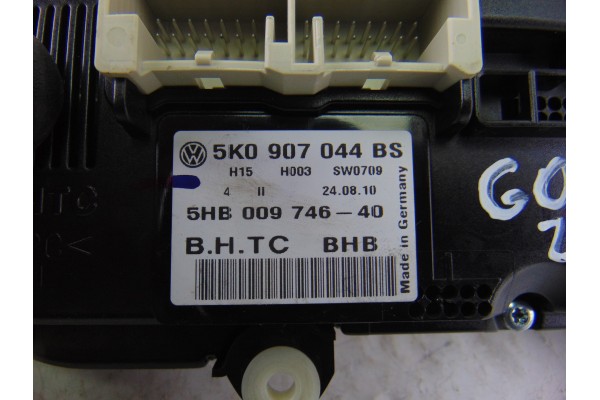 5K0 907 044 BS
H15 H003 SW0709
4 II 24.08.10
5HB 009 746-40
B.H.TC BHB
Made in Germany
1